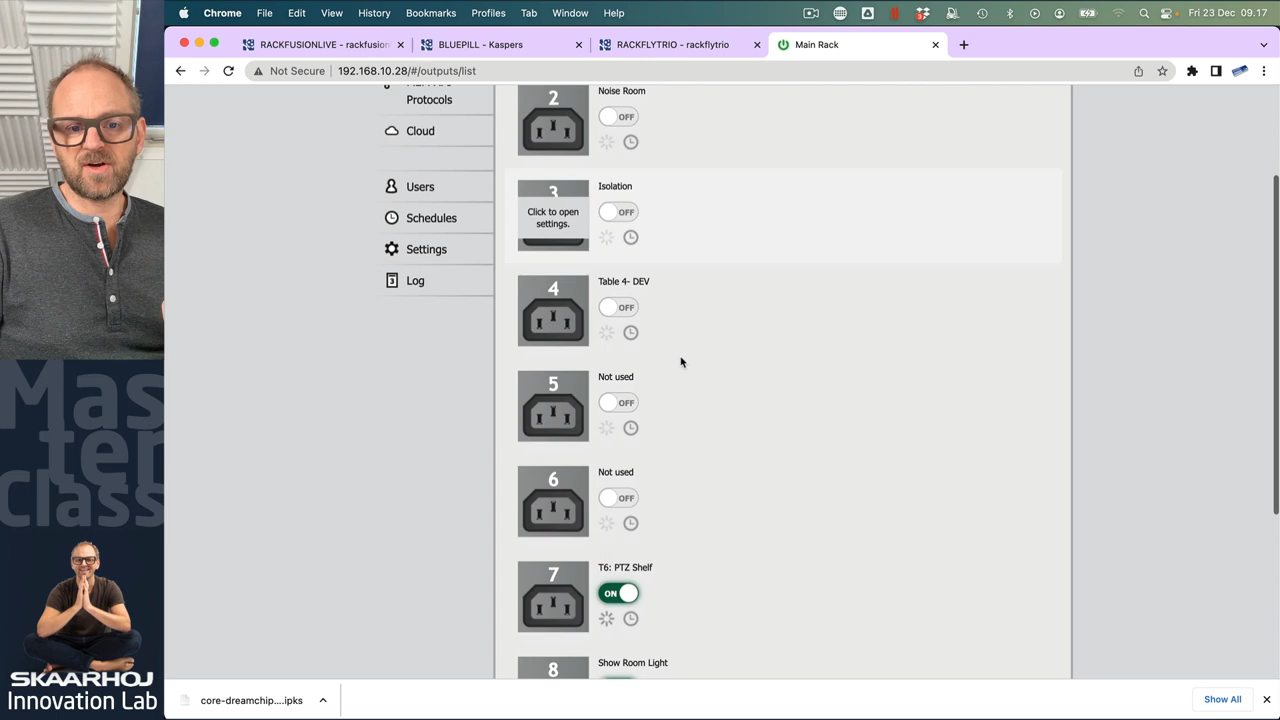 Chrome File Edit View History Bookmarks Profiles Tab Window Help Fri 23 Dec 09.17
RACKFUSIONLIVE - rackfusion BLUEPILL - Kaspers RACKFLYTRIO - rackflytrio Main Rack
Not Secure 192.168.10.28/#/outputs/list
Protocols
Cloud
Users
Schedules
Settings
Log
2 Noise Room
OFF
3 Isolation
Click to open
settings.
OFF
4 Table 4- DEV
OFF
5 Not used
OFF
6 Not used
OFF
7 T6: PTZ Shelf
ON
8 Show Room Light
Mas
ter
Class
SKAARHOJ
Innovation Lab
core-dreamchip....ipks
Show All